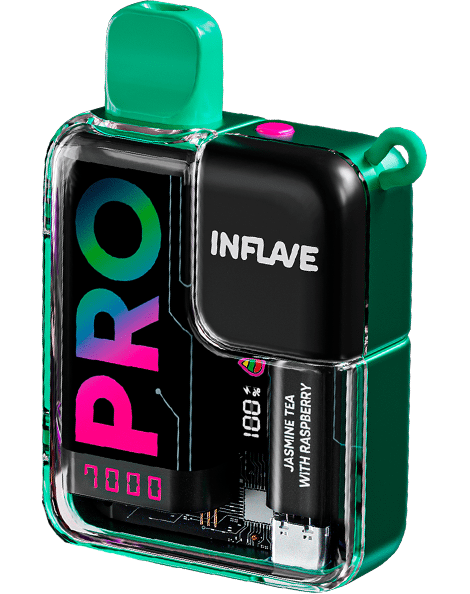 INFLAVE
PRO
7000
100%
JASMINE TEA
WITH RASPBERRY